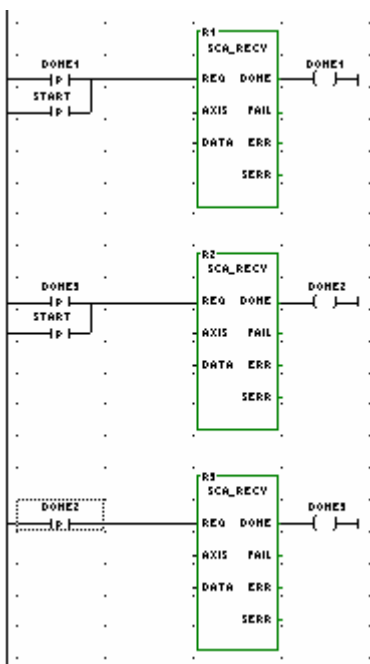 R1
SCA_RECV
DONE1
P
REQ DONE
DONE1
START
P
AXIS FAIL
DATA ERR
SERR
R2
SCA_RECV
DONE3
P
REQ DONE
DONE2
START
P
AXIS FAIL
DATA ERR
SERR
R3
SCA_RECV
DONE2
P
REQ DONE
DONE3
AXIS FAIL
DATA ERR
SERR